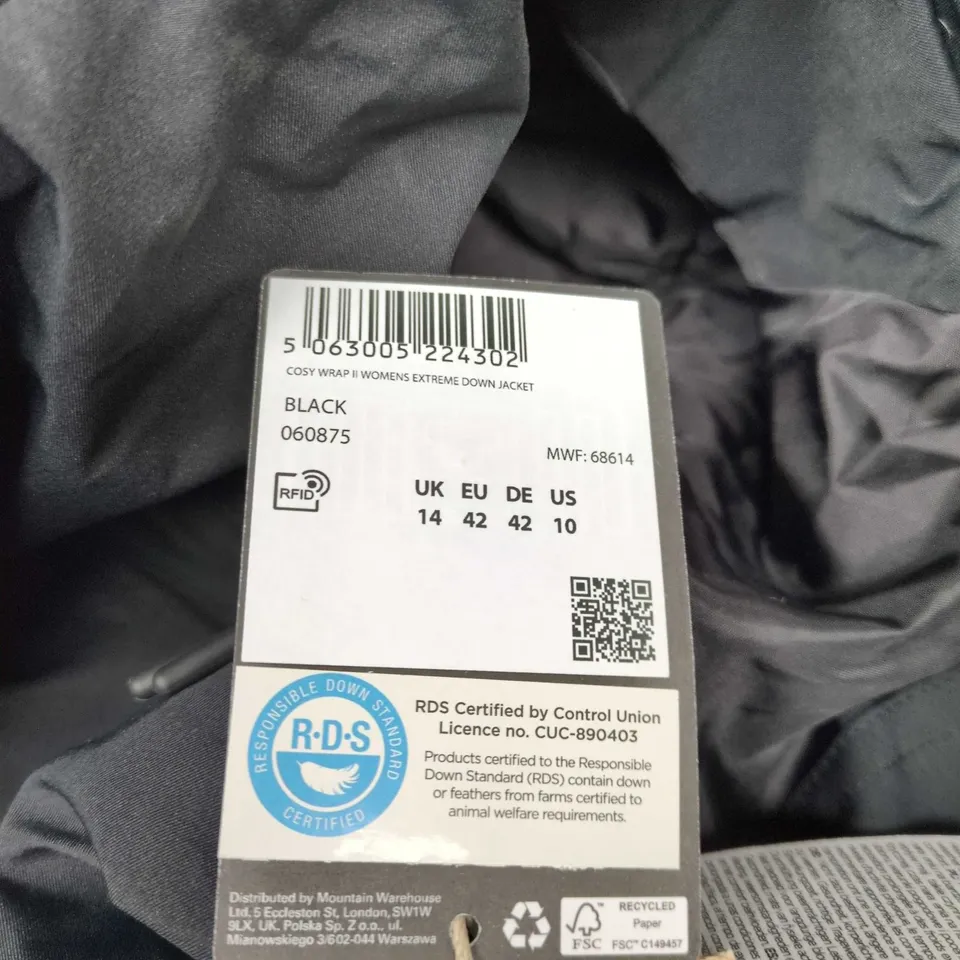 5 063005 224302
COSY WRAP II WOMENS EXTREME DOWN JACKET
BLACK
060875
MWF: 68614
RFID
UK EU DE US
14 42 42 10
RESPONSIBLE DOWN STANDARD
R·D·S
CERTIFIED
RDS Certified by Control Union
Licence no. CUC-890403
Products certified to the Responsible
Down Standard (RDS) contain down
or feathers from farms certified to
animal welfare requirements.
Distributed by Mountain Warehouse
Ltd. 5 Eccleston St, London, SW1W
9LX, UK. Polska Sp. Z o.o., ul.
Mianowskiego 3/602-044 Warszawa
FSC
RECYCLED
Paper
FSC™ C149457